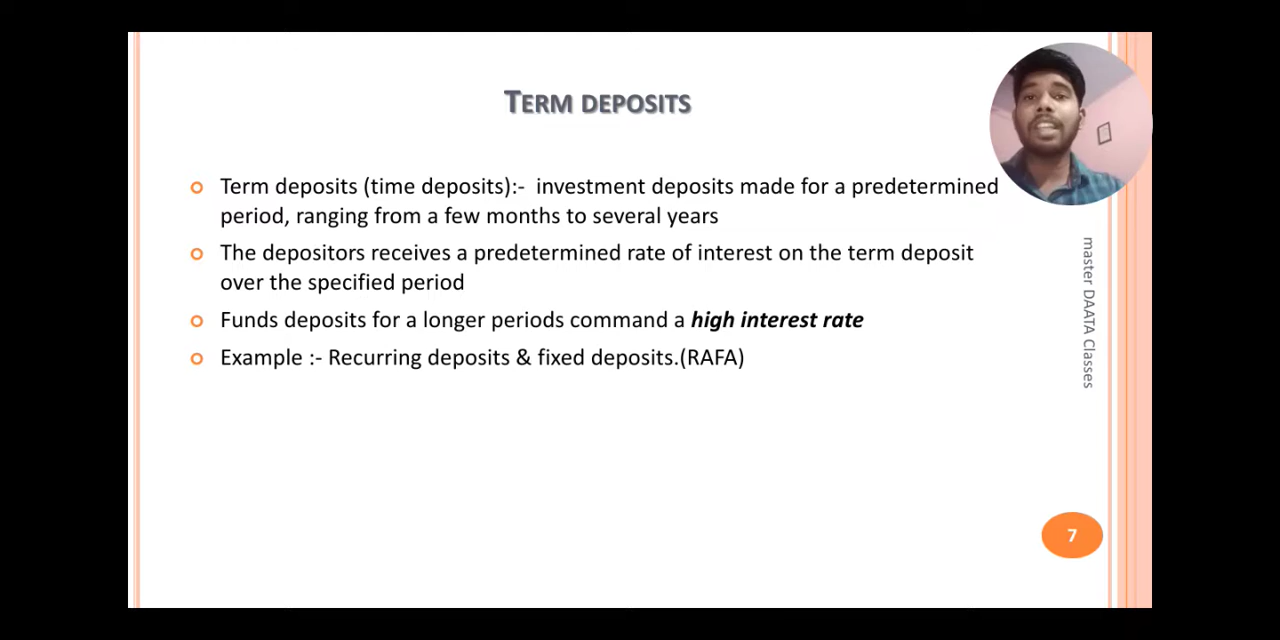 TERM DEPOSITS
Term deposits (time deposits):- investment deposits made for a predetermined
period, ranging from a few months to several years
The depositors receives a predetermined rate of interest on the term deposit
over the specified period
Funds deposits for a longer periods command a high interest rate
Example :- Recurring deposits & fixed deposits.(RAFA)
master DAATA Classes
7